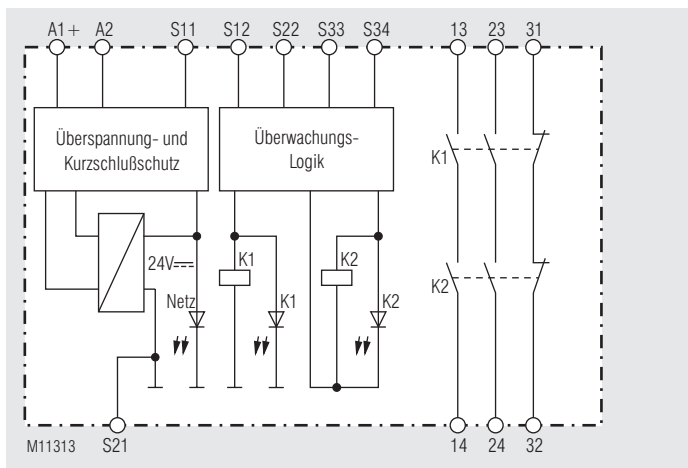 A1+ A2 S11 S12 S22 S33 S34 13 23 31
Überspannung- und
Kurzschlußschutz
Überwachungs-
Logik
K1
24V
K1
K2
K2
Netz
K1
K2
M11313 S21 14 24 32